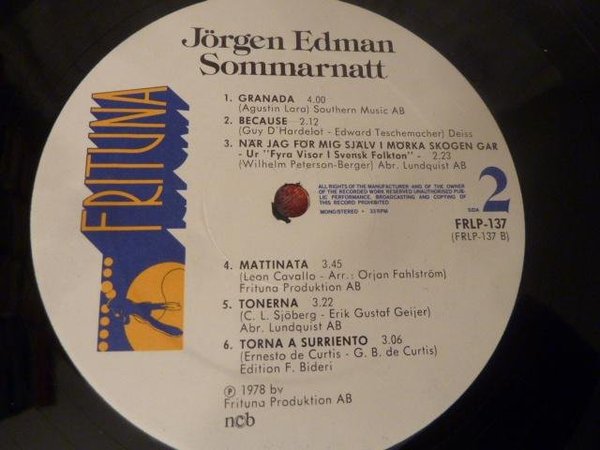 Jörgen Edman
Sommarnatt
FRITUNA
1. GRANADA 4.00
(Agustin Lara) Southern Music AB
2. BECAUSE 2.12
(Guy D'Hardelot - Edward Teschemacher) Deiss
3. NÄR JAG FÖR MIG SJÄLV I MÖRKA SKOGEN GÅR
- Ur "Fyra Visor I Svensk Folkton" - 2.23
(Wilhelm Peterson-Berger) Abr. Lundquist AB
ALL RIGHTS OF THE MANUFACTURER AND OF THE OWNER
OF THE RECORDED WORK RESERVED UNAUTHORISED PUB-
LIC PERFORMANCE, BROADCASTING AND COPYING OF
THIS RECORD PROHIBITED
MONO/STEREO • 33 RPM
SIDA 2
FRLP-137
(FRLP-137 B)
4. MATTINATA 3.45
(Leon Cavallo - Arr.: Örjan Fahlström)
Frituna Produktion AB
5. TONERNA 3.22
(C. L. Sjöberg - Erik Gustaf Geijer)
Abr. Lundquist AB
6. TORNA A SURRIENTO 3.06
(Ernesto de Curtis - G. B. de Curtis)
Edition F. Bideri
Ⓟ 1978 by
Frituna Produktion AB
ncb